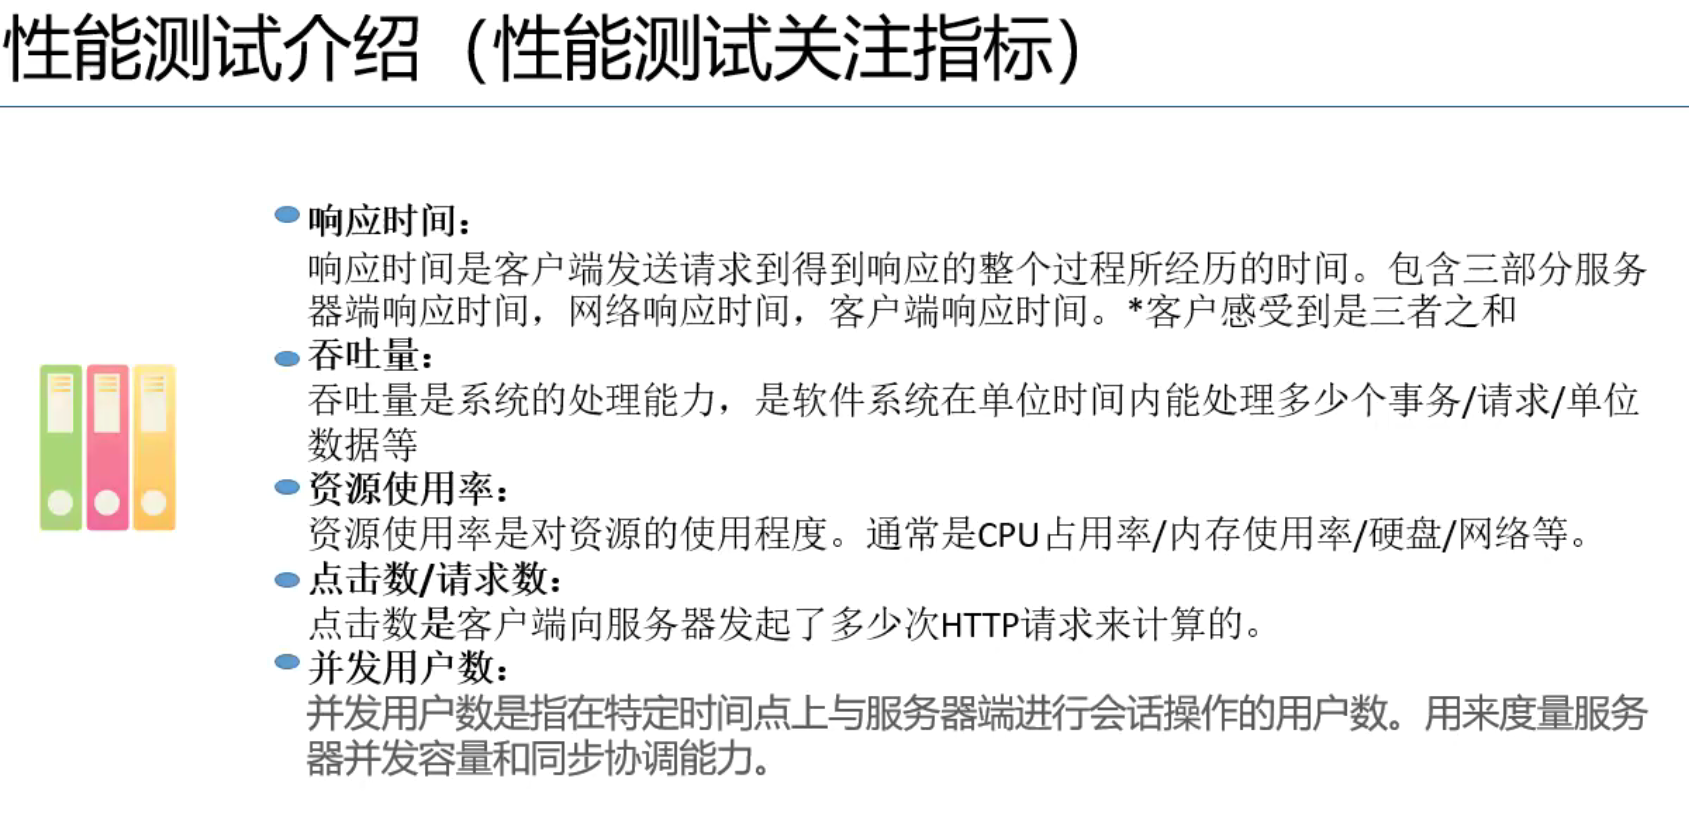 性能测试介绍（性能测试关注指标）
响应时间：
响应时间是客户端发送请求到得到响应的整个过程所经历的时间。包含三部分服务
器端响应时间，网络响应时间，客户端响应时间。*客户感受到是三者之和
吞吐量：
吞吐量是系统的处理能力，是软件系统在单位时间内能处理多少个事务/请求/单位
数据等
资源使用率：
资源使用率是对资源的使用程度。通常是CPU占用率/内存使用率/硬盘/网络等。
点击数/请求数：
点击数是客户端向服务器发起了多少次HTTP请求来计算的。
并发用户数：
并发用户数是指在特定时间点上与服务器端进行会话操作的用户数。用来度量服务
器并发容量和同步协调能力。